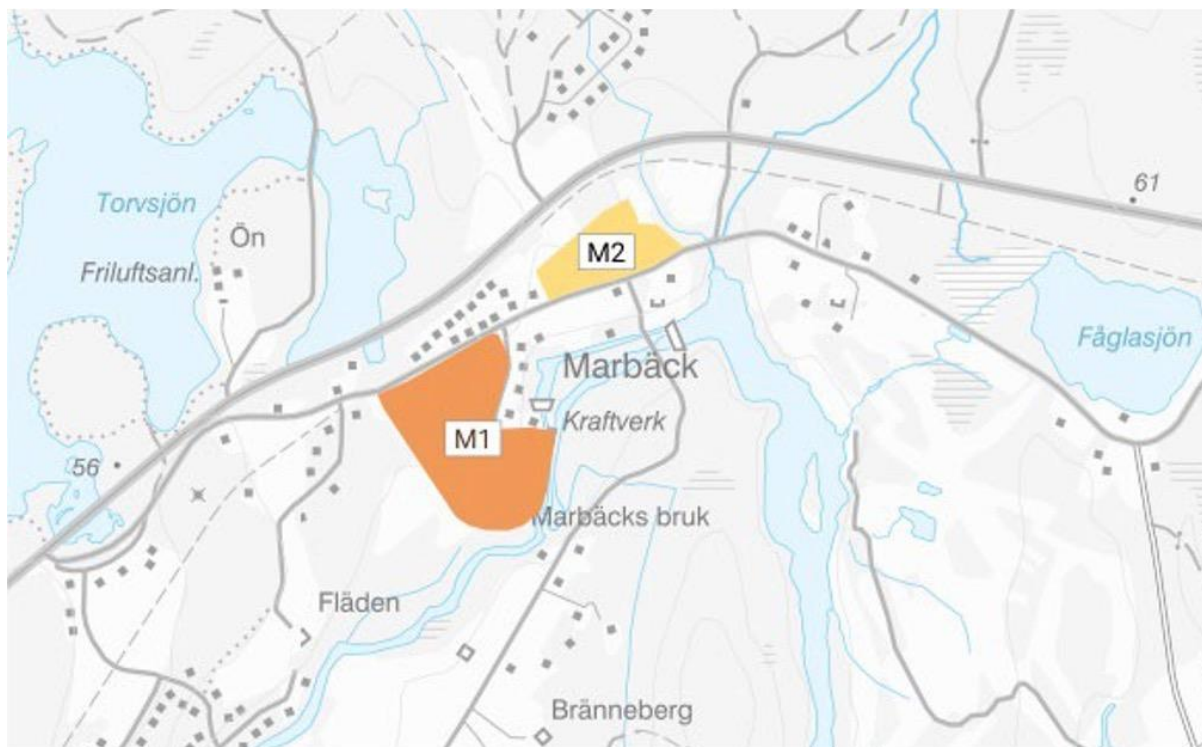 61
Torvsjön
Ön
M2
Friluftsanl.
Fåglasjön
Marbäck
Kraftverk
M1
56
Marbäcks bruk
Fläden
Bränneberg